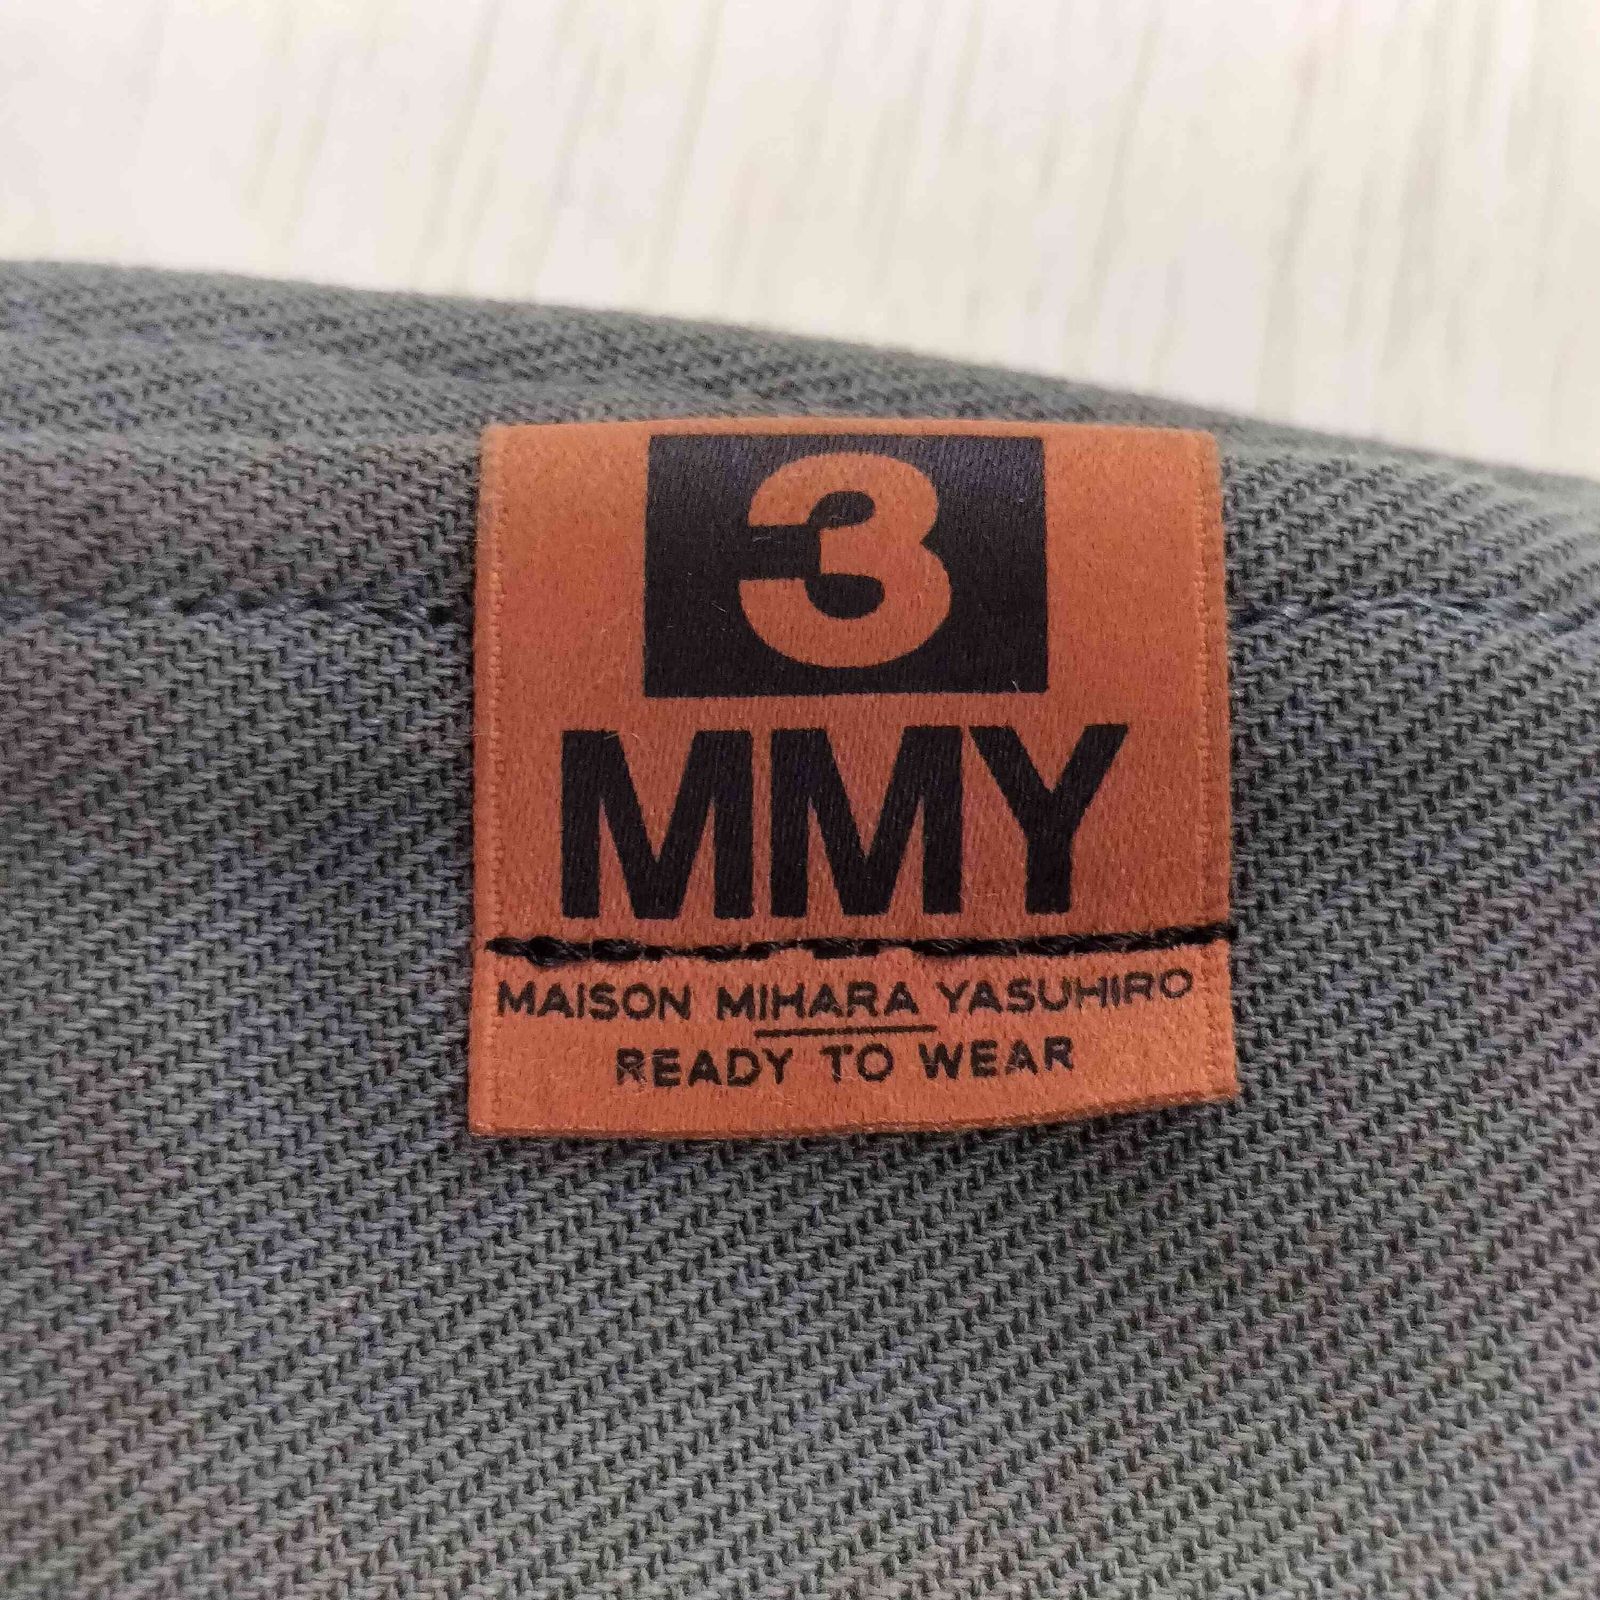 3
MMY
MAISON MIHARA YASUHIRO
READY TO WEAR